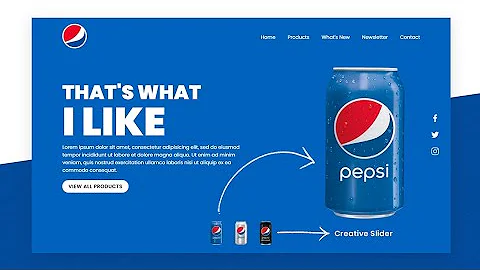 Home Products What's New Newsletter Contact
THAT'S WHAT
I LIKE
Lorem ipsum dolor sit amet, consectetur adipisicing elit, sed do eiusmod
tempor incididunt ut labore et dolore magna aliqua. Ut enim ad minim
veniam, quis nostrud exercitation ullamco laboris nisi ut aliquip ex ea
commodo consequat.
VIEW ALL PRODUCTS
pepsi
Creative Slider